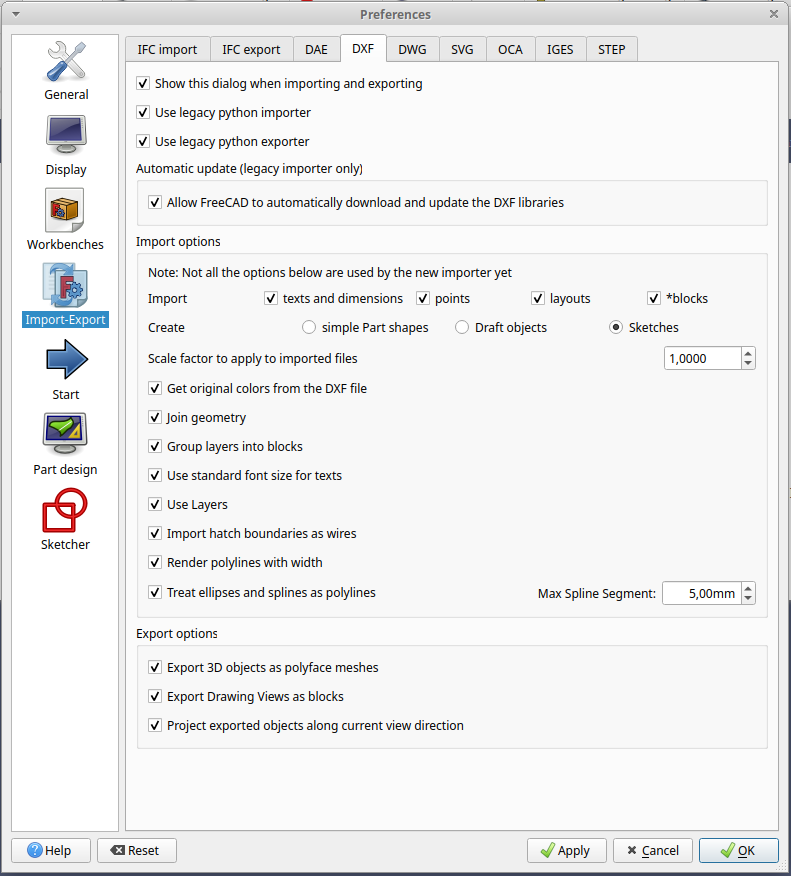 Preferences
General
Display
Workbenches
Import-Export
Start
Part design
Sketcher
IFC import IFC export DAE DXF DWG SVG OCA IGES STEP
Show this dialog when importing and exporting
Use legacy python importer
Use legacy python exporter
Automatic update (legacy importer only)
Allow FreeCAD to automatically download and update the DXF libraries
Import options
Note: Not all the options below are used by the new importer yet
Import texts and dimensions points layouts *blocks
Create simple Part shapes Draft objects Sketches
Scale factor to apply to imported files 1,0000
Get original colors from the DXF file
Join geometry
Group layers into blocks
Use standard font size for texts
Use Layers
Import hatch boundaries as wires
Render polylines with width
Treat ellipses and splines as polylines Max Spline Segment: 5,00mm
Export options
Export 3D objects as polyface meshes
Export Drawing Views as blocks
Project exported objects along current view direction
Help Reset Apply Cancel OK